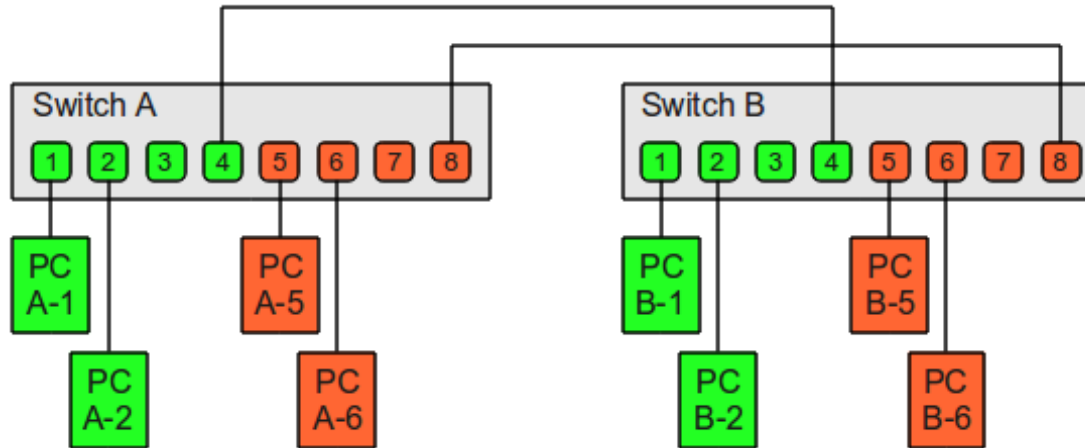 Switch A
1 2 3 4 5 6 7 8
Switch B
1 2 3 4 5 6 7 8
PC
A-1
PC
A-5
PC
B-1
PC
B-5
PC
A-2
PC
A-6
PC
B-2
PC
B-6